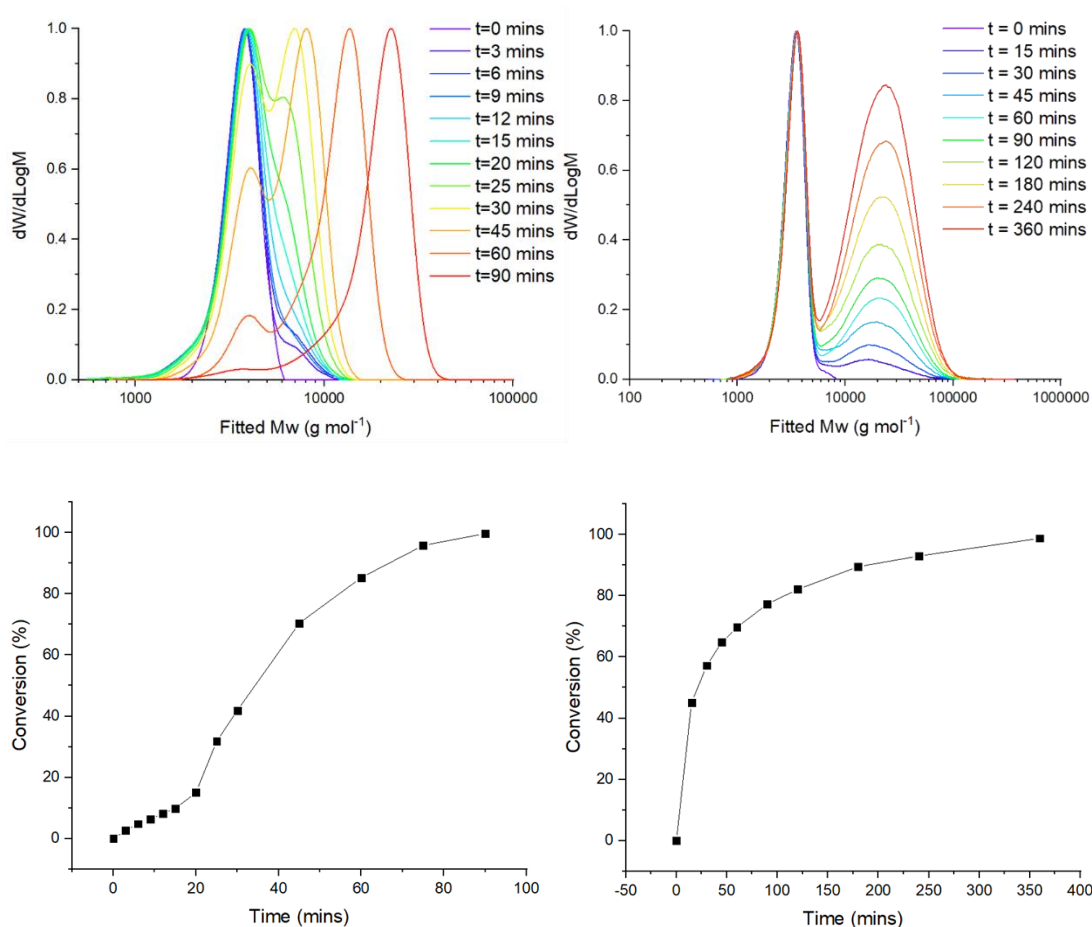 1.0
0.8
0.6
0.4
0.2
0.0
dW/dLogM
1000
10000
100000
Fitted Mw (g mol⁻¹)
t=0 mins
t=3 mins
t=6 mins
t=9 mins
t=12 mins
t=15 mins
t=20 mins
t=25 mins
t=30 mins
t=45 mins
t=60 mins
t=90 mins
1.0
0.8
0.6
0.4
0.2
0.0
dW/dLogM
100
1000
10000
100000
1000000
Fitted Mw (g mol⁻¹)
t = 0 mins
t = 15 mins
t = 30 mins
t = 45 mins
t = 60 mins
t = 90 mins
t = 120 mins
t = 180 mins
t = 240 mins
t = 360 mins
100
80
60
40
20
0
Conversion (%)
0
20
40
60
80
100
Time (mins)
100
80
60
40
20
0
Conversion (%)
-50
0
50
100
150
200
250
300
350
400
Time (mins)